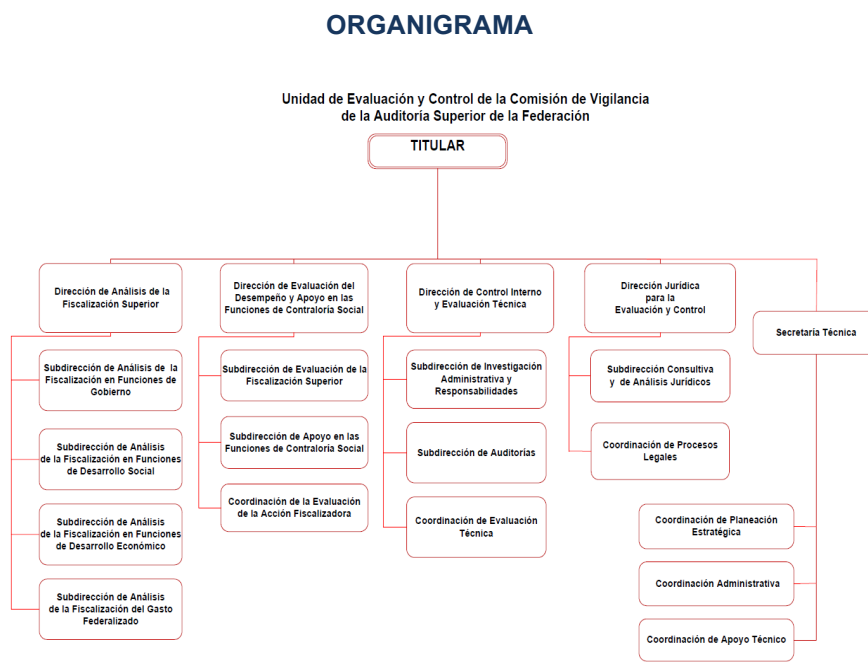 ORGANIGRAMA
Unidad de Evaluación y Control de la Comisión de Vigilancia
de la Auditoría Superior de la Federación
TITULAR
Dirección de Análisis de la
Fiscalización Superior
Subdirección de Análisis de la
Fiscalización en Funciones de
Gobierno
Subdirección de Análisis
de la Fiscalización en Funciones
de Desarrollo Social
Subdirección de Análisis
de la Fiscalización en Funciones
de Desarrollo Económico
Subdirección de Análisis
de la Fiscalización del Gasto
Federalizado
Dirección de Evaluación del
Desempeño y Apoyo en las
Funciones de Contraloría Social
Subdirección de Evaluación de la
Fiscalización Superior
Subdirección de Apoyo en las
Funciones de Contraloría Social
Coordinación de la Evaluación
de la Acción Fiscalizadora
Dirección de Control Interno
y Evaluación Técnica
Subdirección de Investigación
Administrativa y
Responsabilidades
Subdirección de Auditorías
Coordinación de Evaluación
Técnica
Dirección Jurídica
para la
Evaluación y Control
Subdirección Consultiva
y de Análisis Jurídicos
Coordinación de Procesos
Legales
Secretaría Técnica
Coordinación de Planeación
Estratégica
Coordinación Administrativa
Coordinación de Apoyo Técnico